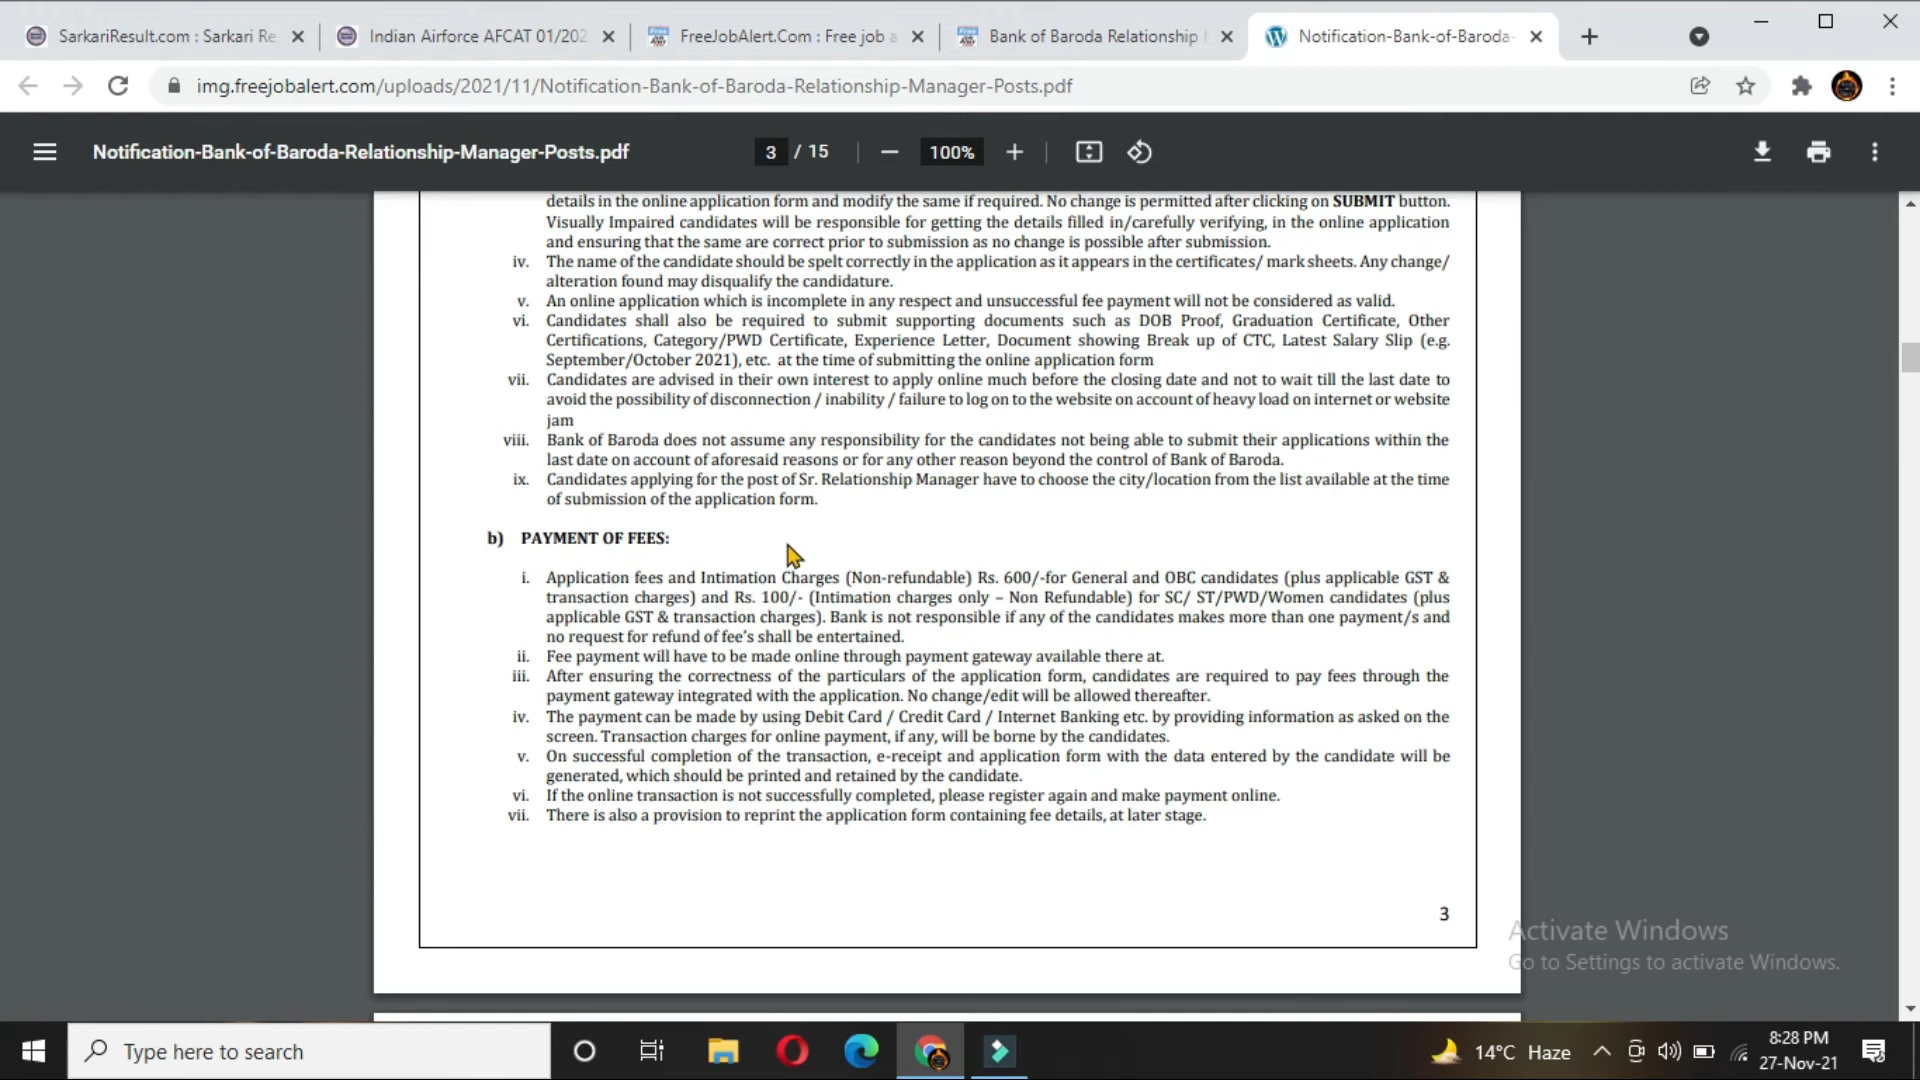 SarkariResult.com : Sarkari Re
Indian Airforce AFCAT 01/202
FreeJobAlert.Com : Free job a
Bank of Baroda Relationship
Notification-Bank-of-Baroda-
img.freejobalert.com/uploads/2021/11/Notification-Bank-of-Baroda-Relationship-Manager-Posts.pdf
Notification-Bank-of-Baroda-Relationship-Manager-Posts.pdf
3 / 15
100%
details in the online application form and modify the same if required. No change is permitted after clicking on SUBMIT button.
Visually Impaired candidates will be responsible for getting the details filled in/carefully verifying, in the online application
and ensuring that the same are correct prior to submission as no change is possible after submission.
iv. The name of the candidate should be spelt correctly in the application as it appears in the certificates/ mark sheets. Any change/
alteration found may disqualify the candidature.
v. An online application which is incomplete in any respect and unsuccessful fee payment will not be considered as valid.
vi. Candidates shall also be required to submit supporting documents such as DOB Proof, Graduation Certificate, Other
Certifications, Category/PWD Certificate, Experience Letter, Document showing Break up of CTC, Latest Salary Slip (e.g.
September/October 2021), etc. at the time of submitting the online application form
vii. Candidates are advised in their own interest to apply online much before the closing date and not to wait till the last date to
avoid the possibility of disconnection / inability / failure to log on to the website on account of heavy load on internet or website
jam
viii. Bank of Baroda does not assume any responsibility for the candidates not being able to submit their applications within the
last date on account of aforesaid reasons or for any other reason beyond the control of Bank of Baroda.
ix. Candidates applying for the post of Sr. Relationship Manager have to choose the city/location from the list available at the time
of submission of the application form.
b) PAYMENT OF FEES:
i. Application fees and Intimation Charges (Non-refundable) Rs. 600/-for General and OBC candidates (plus applicable GST &
transaction charges) and Rs. 100/- (Intimation charges only – Non Refundable) for SC/ ST/PWD/Women candidates (plus
applicable GST & transaction charges). Bank is not responsible if any of the candidates makes more than one payment/s and
no request for refund of fee's shall be entertained.
ii. Fee payment will have to be made online through payment gateway available there at.
iii. After ensuring the correctness of the particulars of the application form, candidates are required to pay fees through the
payment gateway integrated with the application. No change/edit will be allowed thereafter.
iv. The payment can be made by using Debit Card / Credit Card / Internet Banking etc. by providing information as asked on the
screen. Transaction charges for online payment, if any, will be borne by the candidates.
v. On successful completion of the transaction, e-receipt and application form with the data entered by the candidate will be
generated, which should be printed and retained by the candidate.
vi. If the online transaction is not successfully completed, please register again and make payment online.
vii. There is also a provision to reprint the application form containing fee details, at later stage.
3
Activate Windows
Go to Settings to activate Windows.
Type here to search
14°C Haze
8:28 PM
27-Nov-21